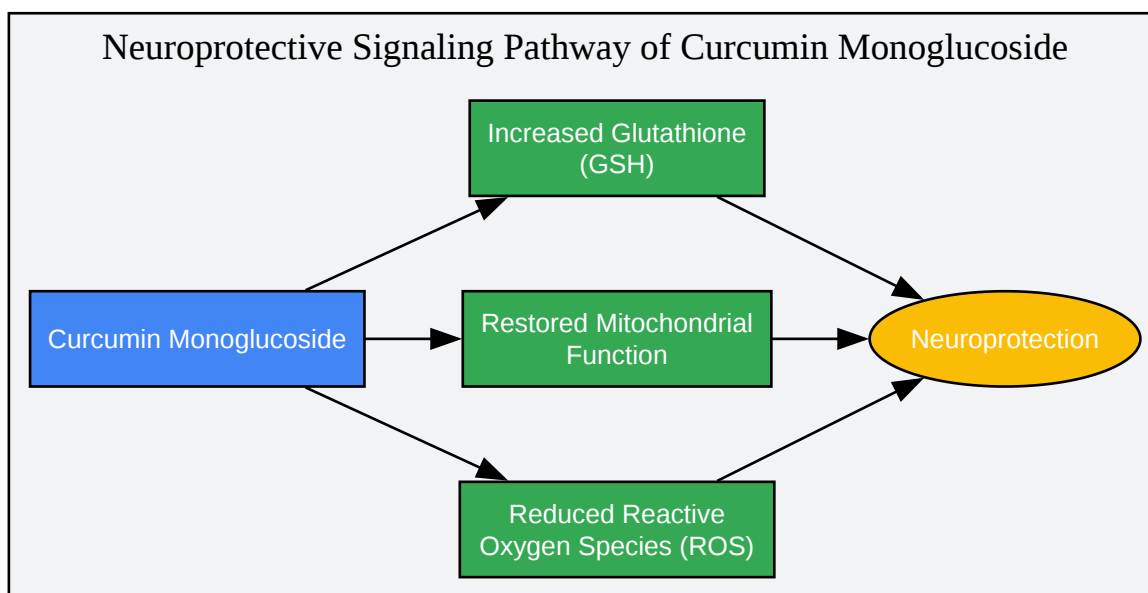 Neuroprotective Signaling Pathway of Curcumin Monoglucoside
Increased Glutathione
(GSH)
Curcumin Monoglucoside
Restored Mitochondrial
Function
Neuroprotection
Reduced Reactive
Oxygen Species (ROS)